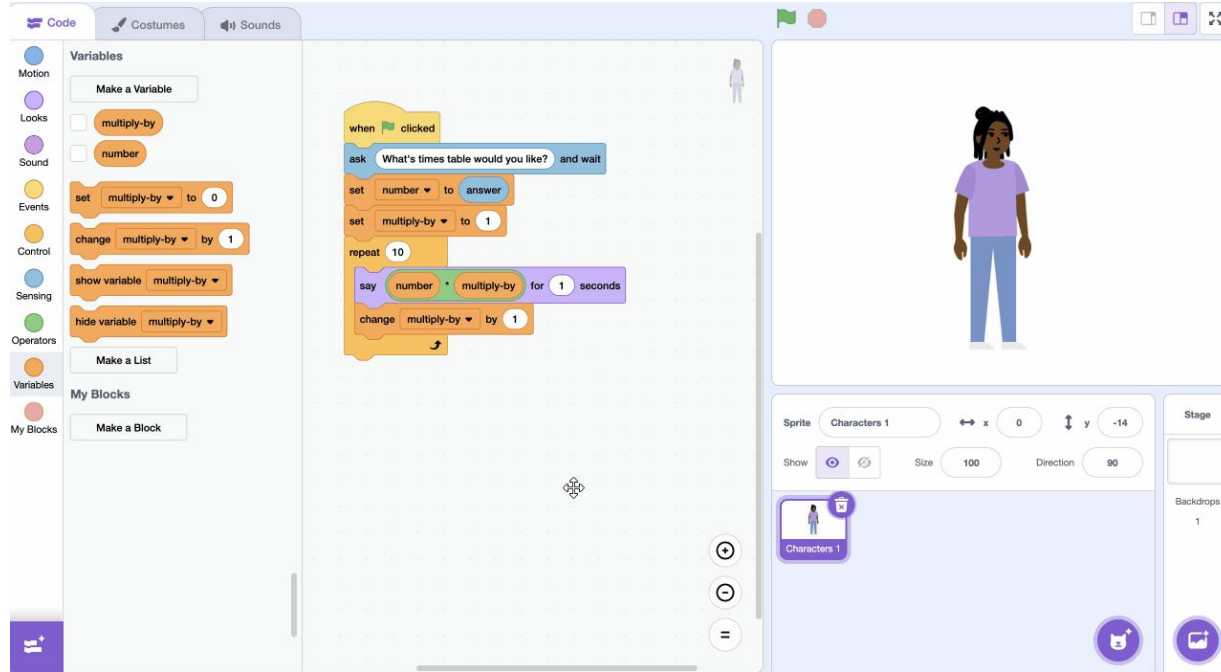 Code
Costumes
Sounds
Motion
Looks
Sound
Events
Control
Sensing
Operators
Variables
My Blocks
Variables
Make a Variable
multiply-by
number
set multiply-by to 0
change multiply-by by 1
show variable multiply-by
hide variable multiply-by
Make a List
My Blocks
Make a Block
when clicked
ask What's times table would you like? and wait
set number to answer
set multiply-by to 1
repeat 10
say number * multiply-by for 1 seconds
change multiply-by by 1
Sprite Characters 1 x 0 y -14
Show Size 100 Direction 90
Characters 1
Stage
Backdrops
1